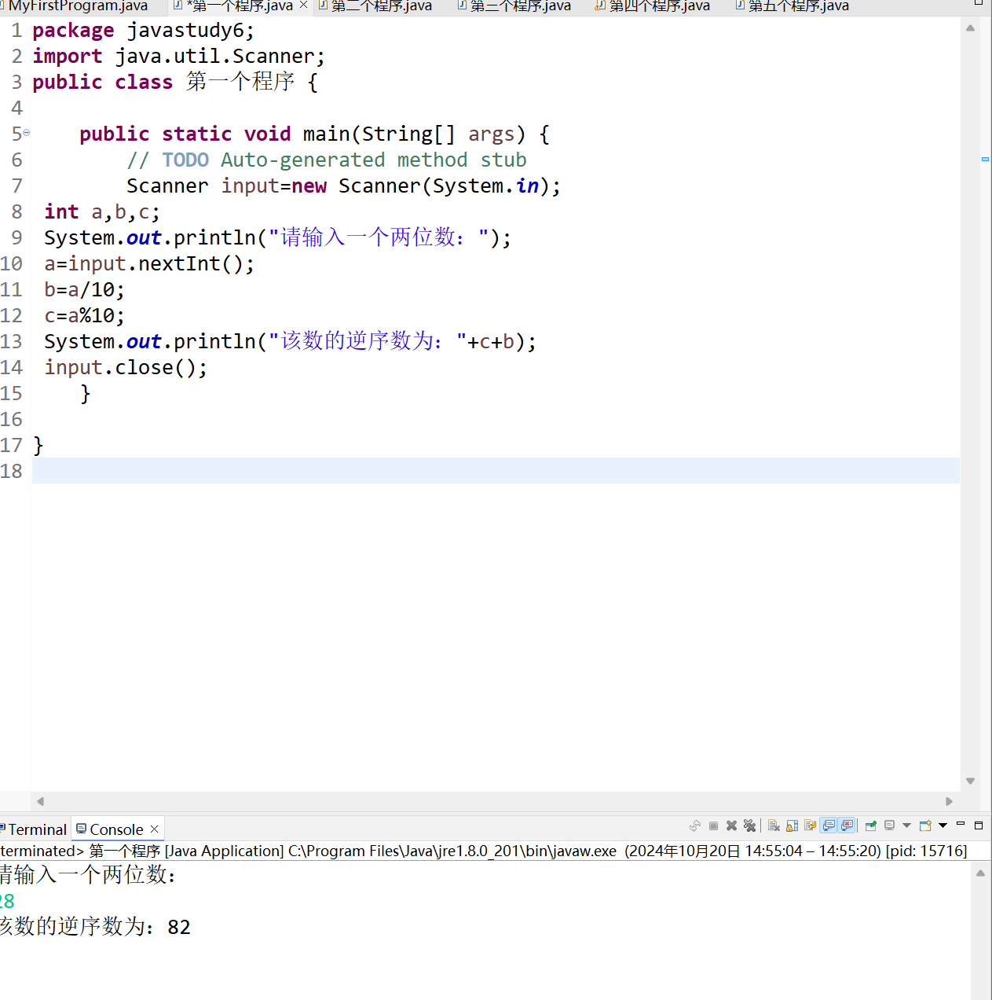 MyFirstProgram.java *第一个程序.java 第二个程序.java 第三个程序.java 第四个程序.java 第五个程序.java
1 package javastudy6;
2 import java.util.Scanner;
3 public class 第一个程序 {
4
5 public static void main(String[] args) {
6 // TODO Auto-generated method stub
7 Scanner input=new Scanner(System.in);
8 int a,b,c;
9 System.out.println("请输入一个两位数：");
10 a=input.nextInt();
11 b=a/10;
12 c=a%10;
13 System.out.println("该数的逆序数为："+c+b);
14 input.close();
15 }
16
17 }
18
Terminal Console
terminated> 第一个程序 [Java Application] C:\Program Files\Java\jre1.8.0_201\bin\javaw.exe (2024年10月20日 14:55:04 – 14:55:20) [pid: 15716]
请输入一个两位数：
28
该数的逆序数为：82